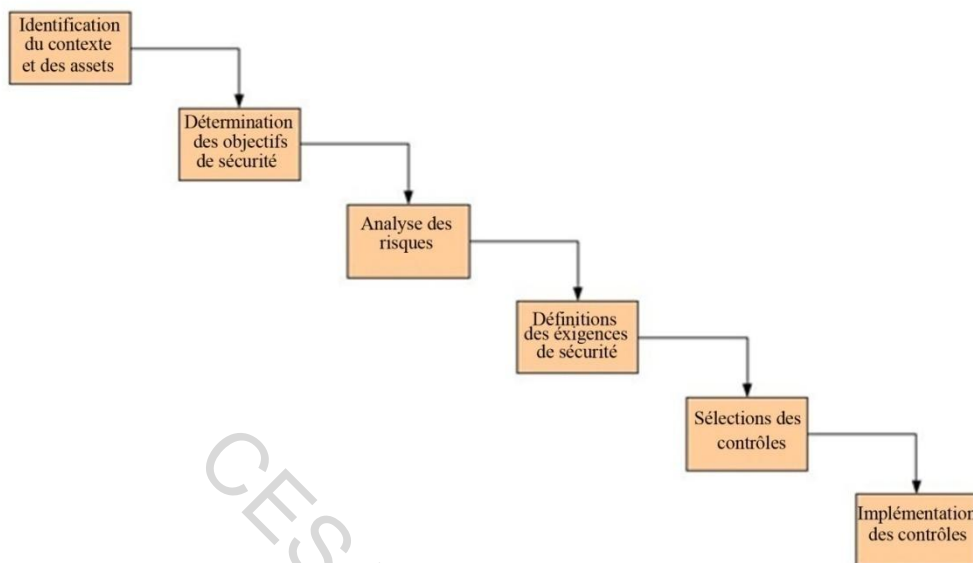 Identification
du contexte
et des assets
Détermination
des objectifs
de sécurité
Analyse des
risques
Définitions
des éxigences
de sécurité
Sélections des
contrôles
Implémentation
des contrôles
CES